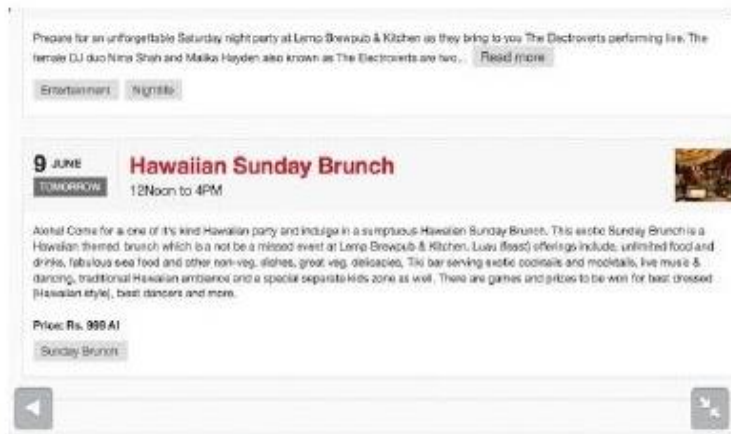 Prepare for an unforgettable Saturday night party at Lemp Brewpub & Kitchen as they bring to you The Electroverts performing live. The
female DJ duo Nima Shah and Malika Hayden also known as The Electroverts are two... Read more
Entertainment Nightlife
9 JUNE
TOMORROW
Hawaiian Sunday Brunch
12Noon to 4PM
Aloha! Come for a one of it's kind Hawaiian party and indulge in a sumptuous Hawaiian Sunday Brunch. This exotic Sunday Brunch is a
Hawaiian themed brunch which is a not be a missed event at Lemp Brewpub & Kitchen. Luau (feast) offerings include, unlimited food and
drinks, fabulous sea food and other non-veg. dishes, great veg. delicacies, Tiki bar serving exotic cocktails and mocktails, live music &
dancing, traditional Hawaiian ambience and a special separate kids zone as well. There are games and prizes to be won for best dressed
(Hawaiian style), best dancers and more.
Price: Rs. 999 AI
Sunday Brunch